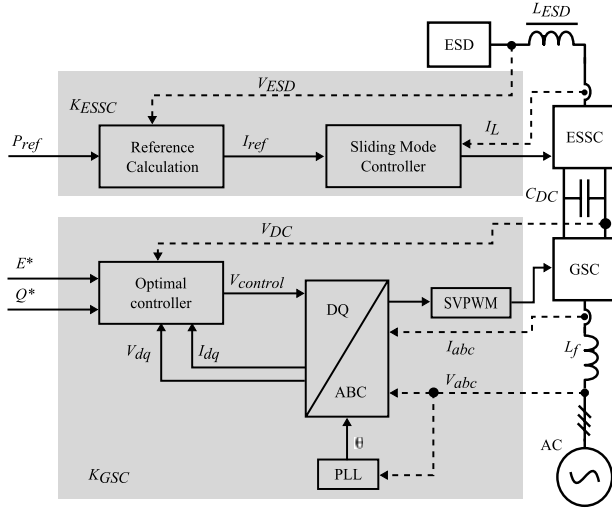 L_ESD
ESD
V_ESD
K_ESSC
P_ref
Reference
Calculation
I_ref
Sliding Mode
Controller
I_L
ESSC
C_DC
V_DC
E*
Q*
Optimal
controller
V_control
DQ
ABC
SVPWM
GSC
V_dq
I_dq
I_abc
L_f
V_abc
θ
PLL
AC
K_GSC